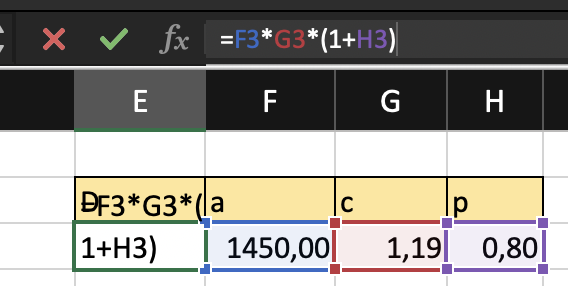 fx =F3*G3*(1+H3)
E F G H
=F3*G3*( a c p
1+H3) 1450,00 1,19 0,80